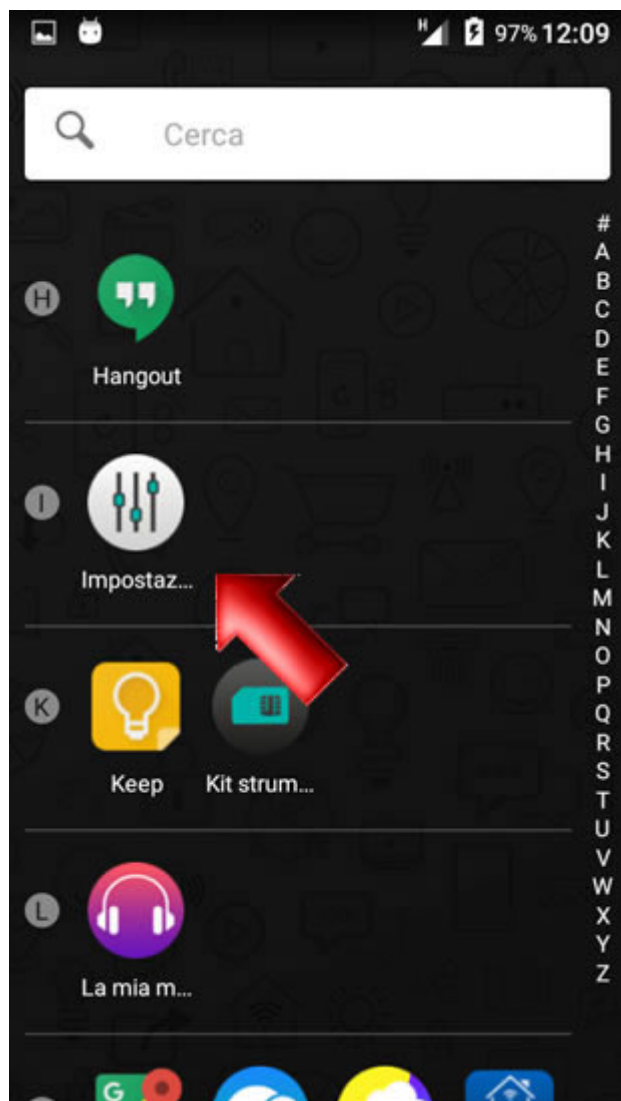 H 97% 12:09
Cerca
H
Hangout
I
Impostaz...
K
Keep Kit strum...
L
La mia m...
G
#
A
B
C
D
E
F
G
H
I
J
K
L
M
N
O
P
Q
R
S
T
U
V
W
X
Y
Z